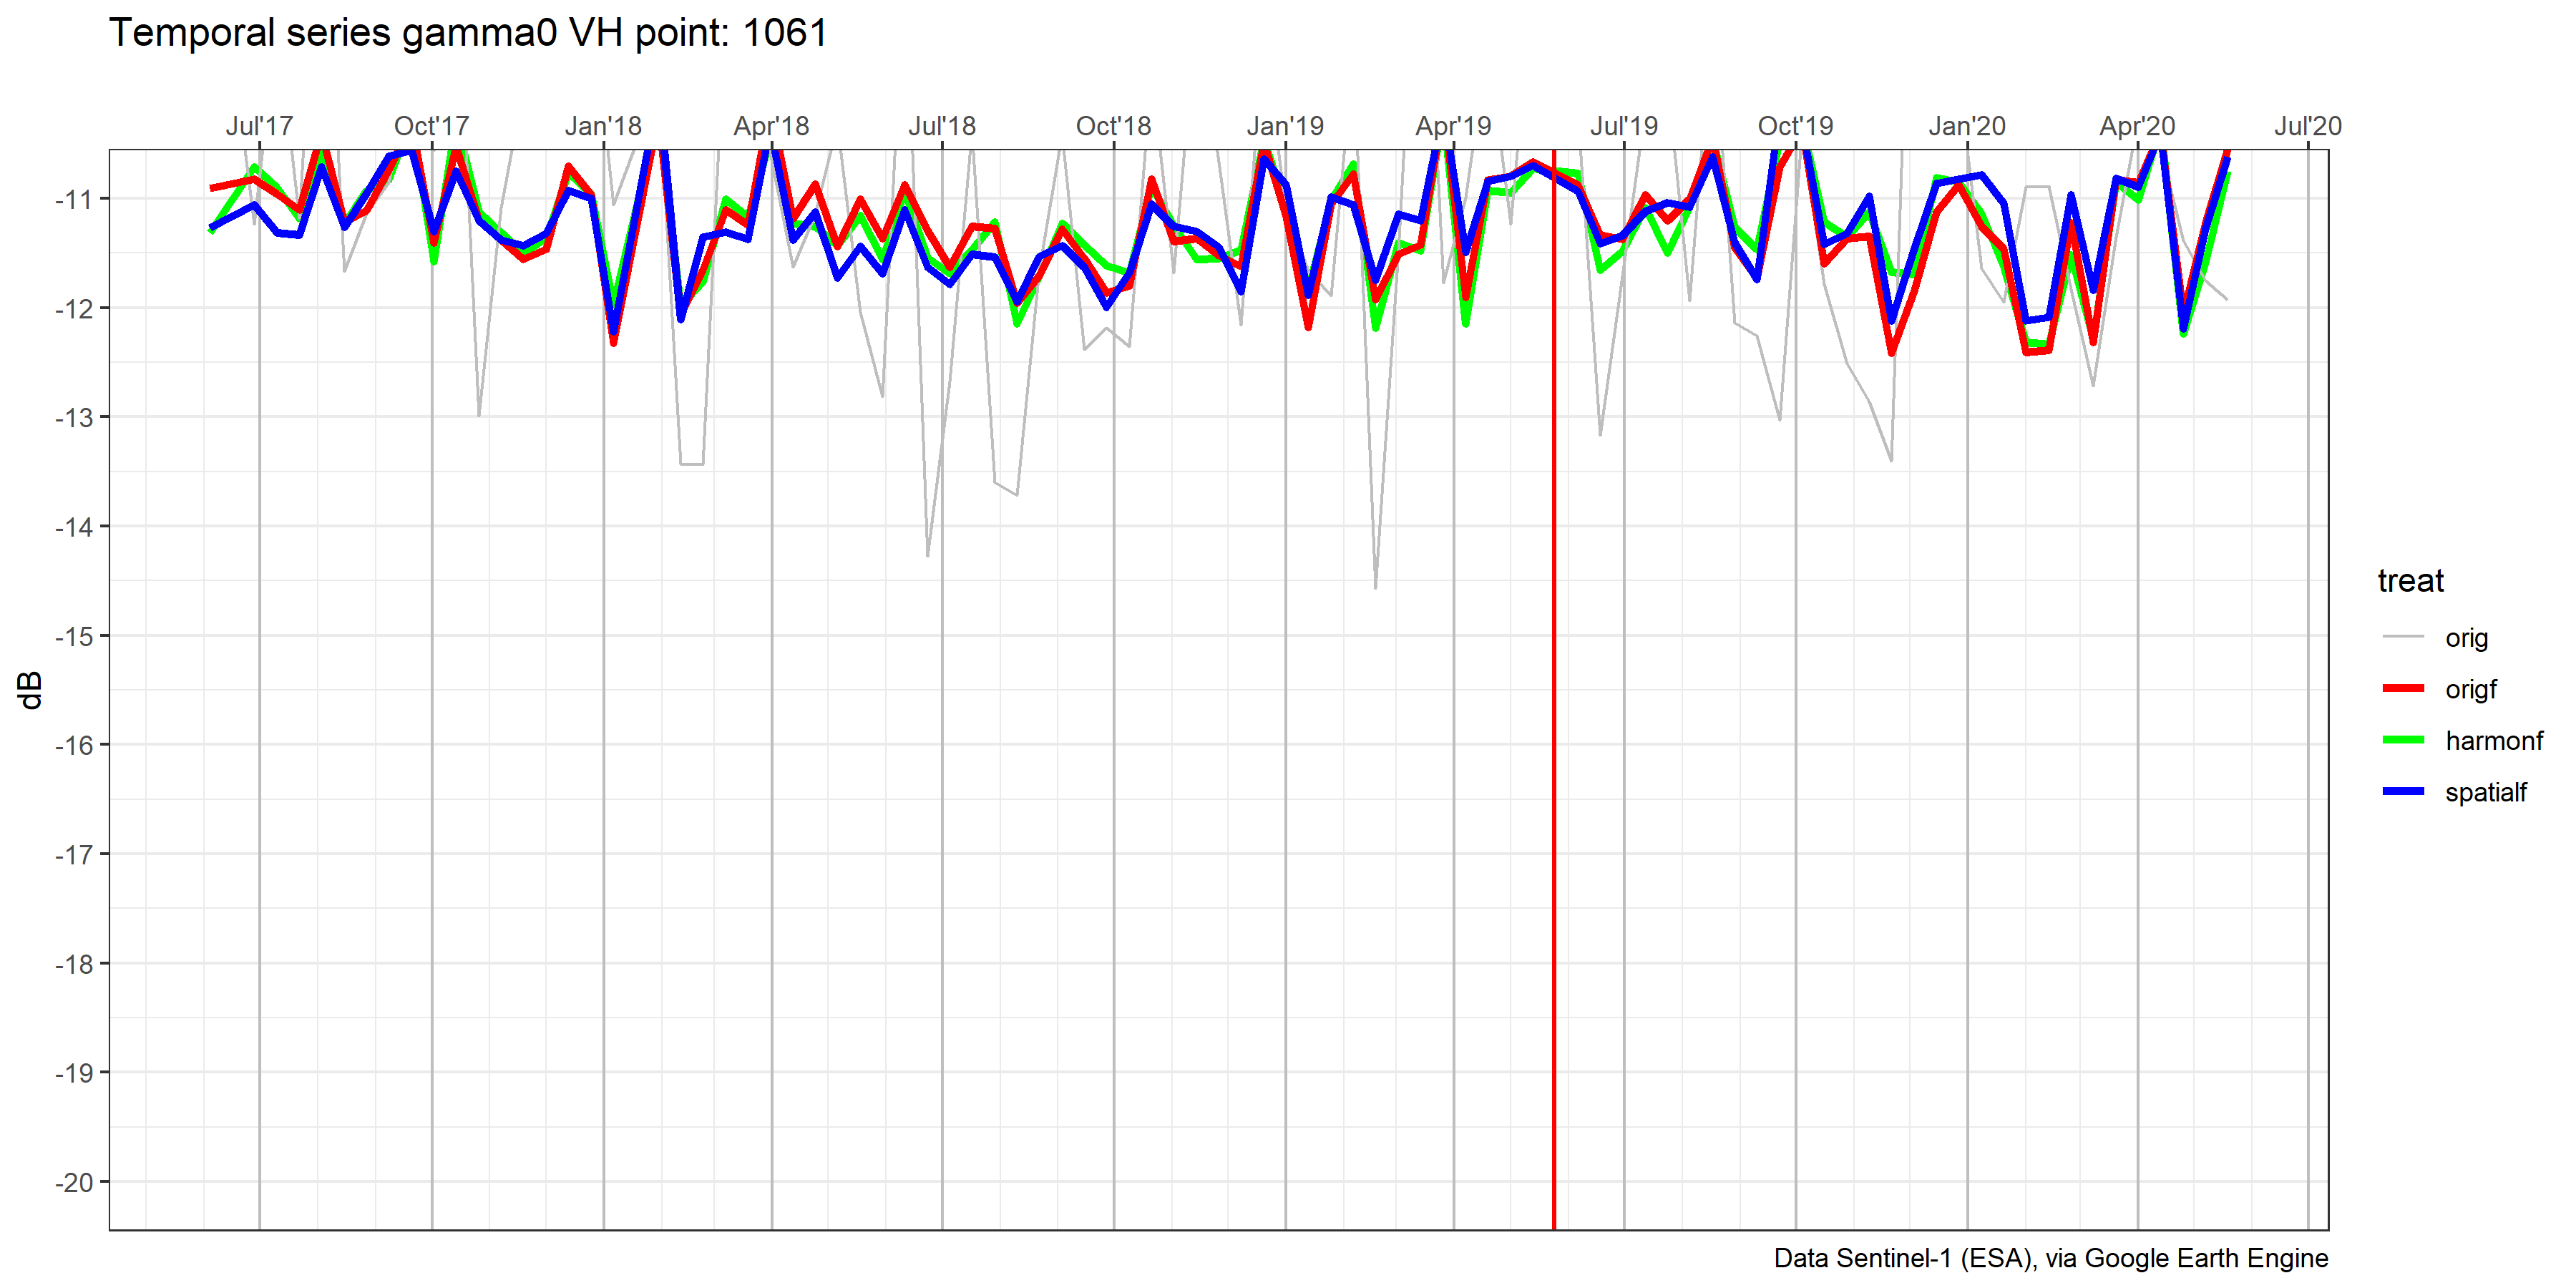 Temporal series gamma0 VH point: 1061
Jul'17 Oct'17 Jan'18 Apr'18 Jul'18 Oct'18 Jan'19 Apr'19 Jul'19 Oct'19 Jan'20 Apr'20 Jul'20
-11
-12
-13
-14
-15
-16
-17
-18
-19
-20
dB
treat
orig
origf
harmonf
spatialf
Data Sentinel-1 (ESA), via Google Earth Engine